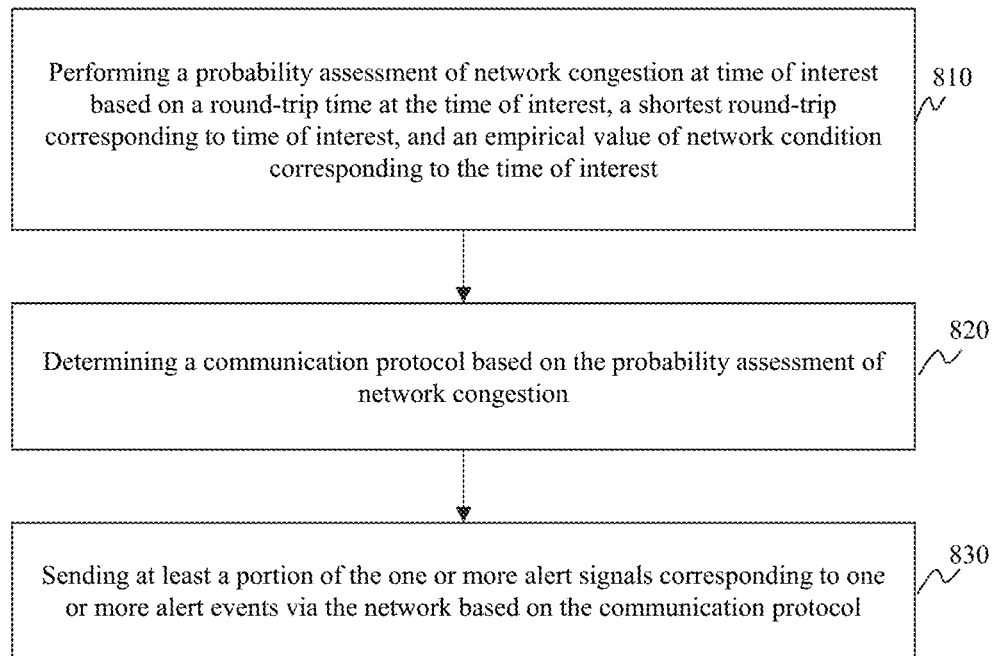 Performing a probability assessment of network congestion at time of interest
based on a round-trip time at the time of interest, a shortest round-trip
corresponding to time of interest, and an empirical value of network condition
corresponding to the time of interest
810
Determining a communication protocol based on the probability assessment of
network congestion
820
Sending at least a portion of the one or more alert signals corresponding to one
or more alert events via the network based on the communication protocol
830